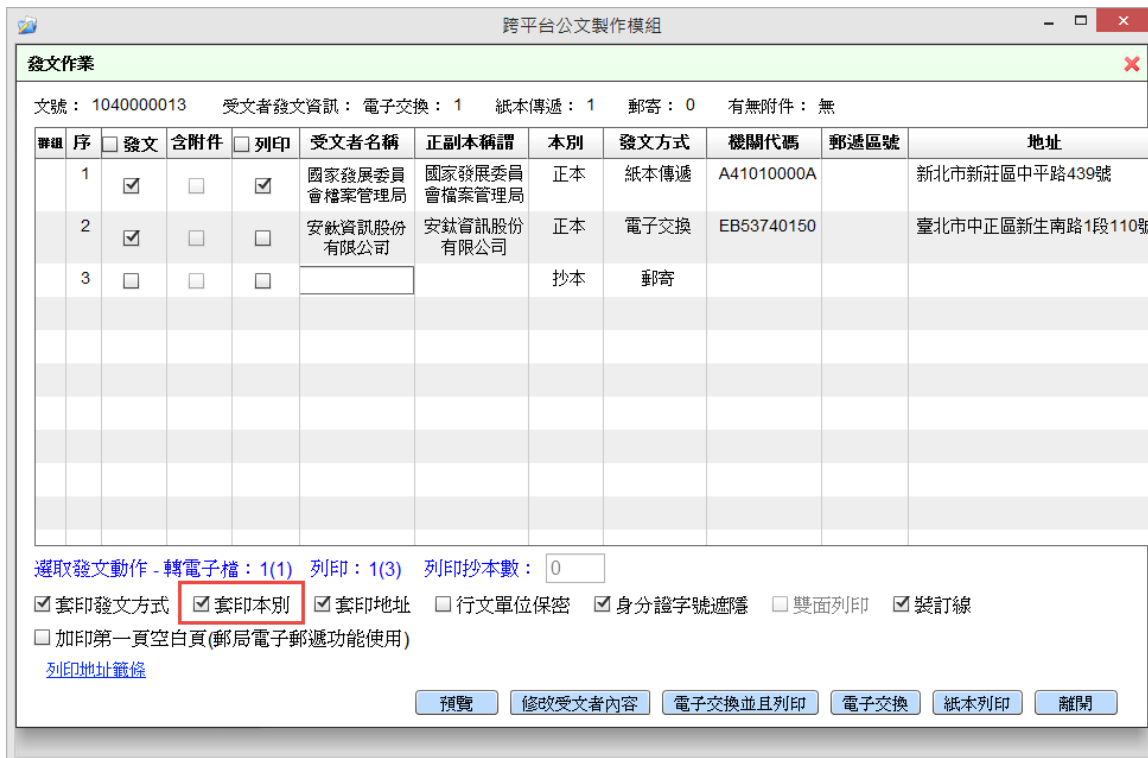 跨平台公文製作模組
發文作業
文號： 1040000013 受文者發文資訊： 電子交換： 1 紙本傳遞： 1 郵寄： 0 有無附件： 無
群組 序 發文 含附件 列印 受文者名稱 正副本稱謂 本別 發文方式 機關代碼 郵遞區號 地址
1 國家發展委員會檔案管理局 國家發展委員會檔案管理局 正本 紙本傳遞 A41010000A 新北市新莊區中平路439號
2 安欽資訊股份有限公司 安鈦資訊股份有限公司 正本 電子交換 EB53740150 臺北市中正區新生南路1段110號
3 抄本 郵寄
選取發文動作 - 轉電子檔： 1(1) 列印： 1(3) 列印抄本數： 0
套印發文方式 套印本別 套印地址 行文單位保密 身分證字號遮隱 雙面列印 裝訂線
加印第一頁空白頁(郵局電子郵遞功能使用)
列印地址籤條
預覽 修改受文者內容 電子交換並且列印 電子交換 紙本列印 離開